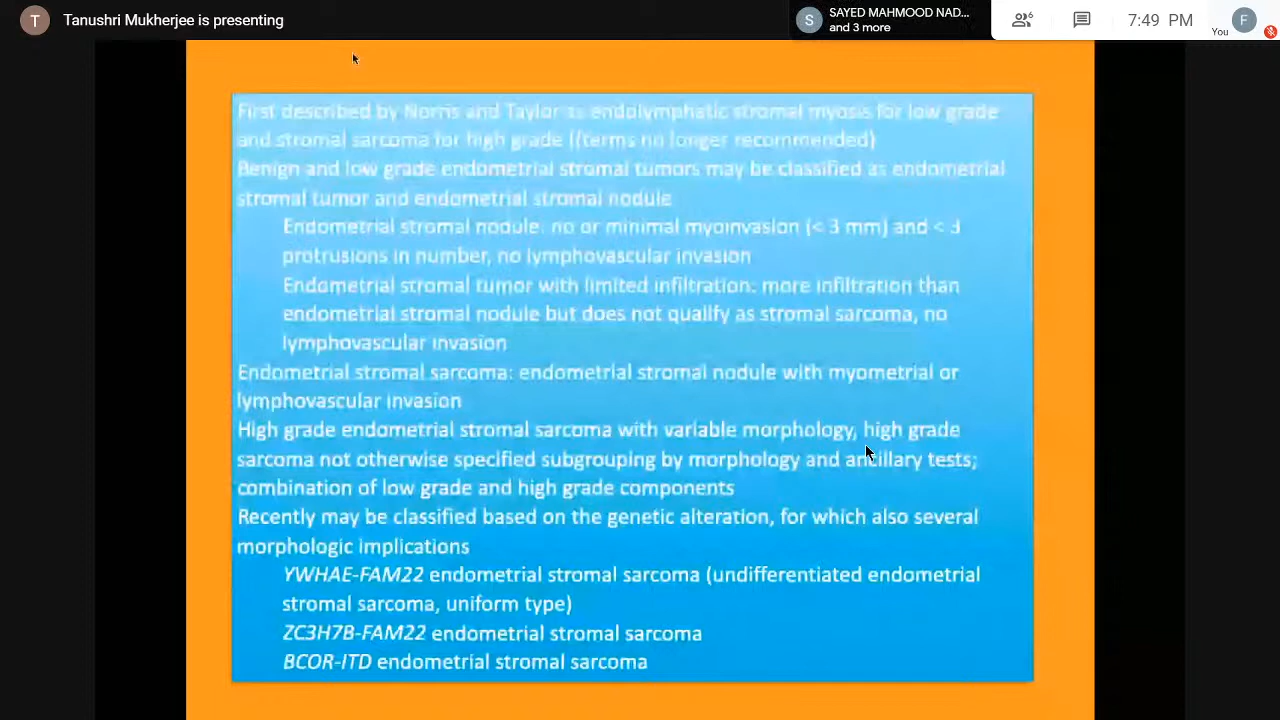 T
Tanushri Mukherjee is presenting
S
SAYED MAHMOOD NAD...
and 3 more
6
7:49 PM
You
F
First described by Norris and Taylor as endolymphatic stromal myosis for low grade
and stromal sarcoma for high grade ((terms no longer recommended)
Benign and low grade endometrial stromal tumors may be classified as endometrial
stromal tumor and endometrial stromal nodule
Endometrial stromal nodule: no or minimal myoinvasion (< 3 mm) and < 3
protrusions in number, no lymphovascular invasion
Endometrial stromal tumor with limited infiltration: more infiltration than
endometrial stromal nodule but does not qualify as stromal sarcoma, no
lymphovascular invasion
Endometrial stromal sarcoma: endometrial stromal nodule with myometrial or
lymphovascular invasion
High grade endometrial stromal sarcoma with variable morphology, high grade
sarcoma not otherwise specified subgrouping by morphology and ancillary tests;
combination of low grade and high grade components
Recently may be classified based on the genetic alteration, for which also several
morphologic implications
YWHAE-FAM22 endometrial stromal sarcoma (undifferentiated endometrial
stromal sarcoma, uniform type)
ZC3H7B-FAM22 endometrial stromal sarcoma
BCOR-ITD endometrial stromal sarcoma